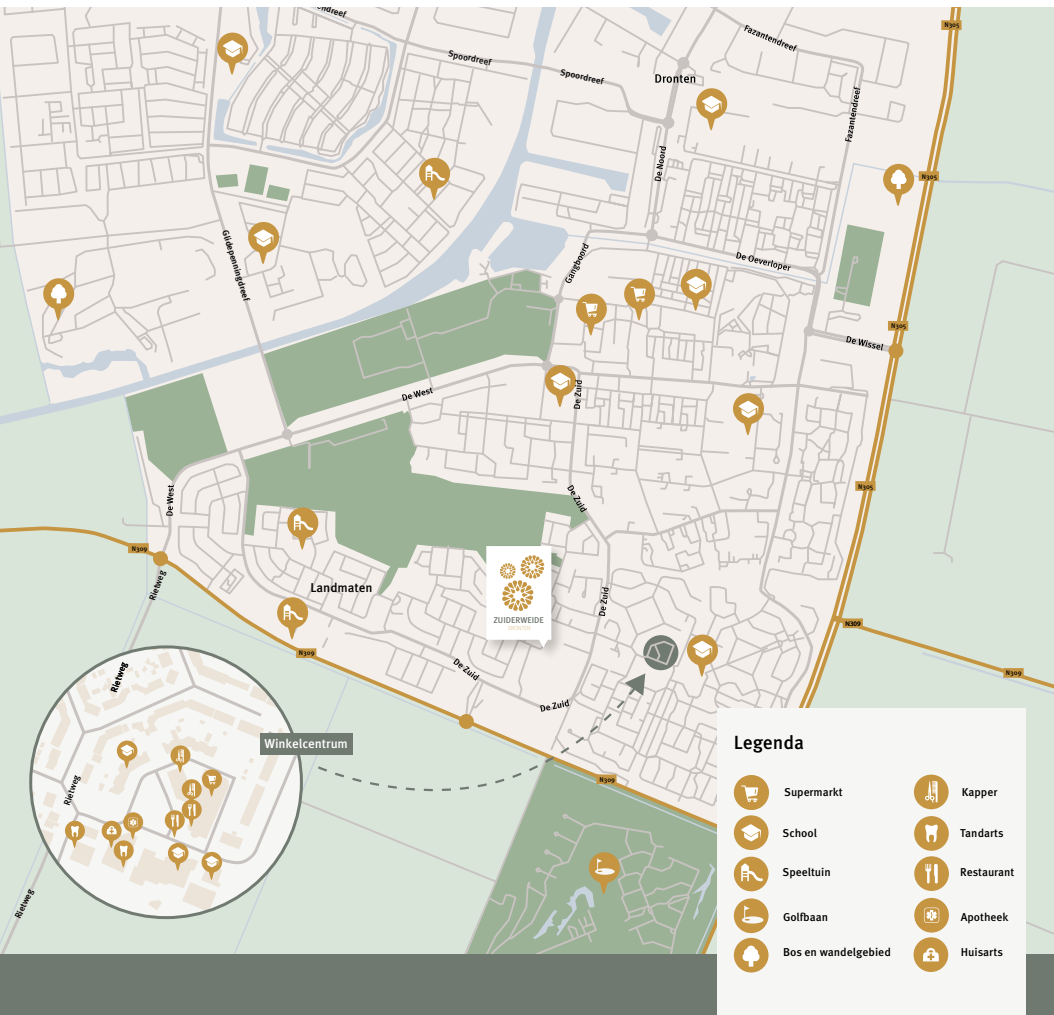 endreef
Spoordreef
Spoordreef
Fazantendreef
N305
Dronten
Fazantendreef
De Noord
N305
Gildepenningdreef
Gangboord
De Oeverloper
N305
De Wissel
De West
De Zuid
De West
De Zuid
N305
N309
Rietweg
Landmaten
ZUIDERWEIDE
DRONTEN
De Zuid
N309
N309
De Zuid
N309
De Zuid
Rietweg
Winkelcentrum
Rietweg
N309
Rietweg
Legenda
Supermarkt
Kapper
School
Tandarts
Speeltuin
Restaurant
Golfbaan
Apotheek
Bos en wandelgebied
Huisarts